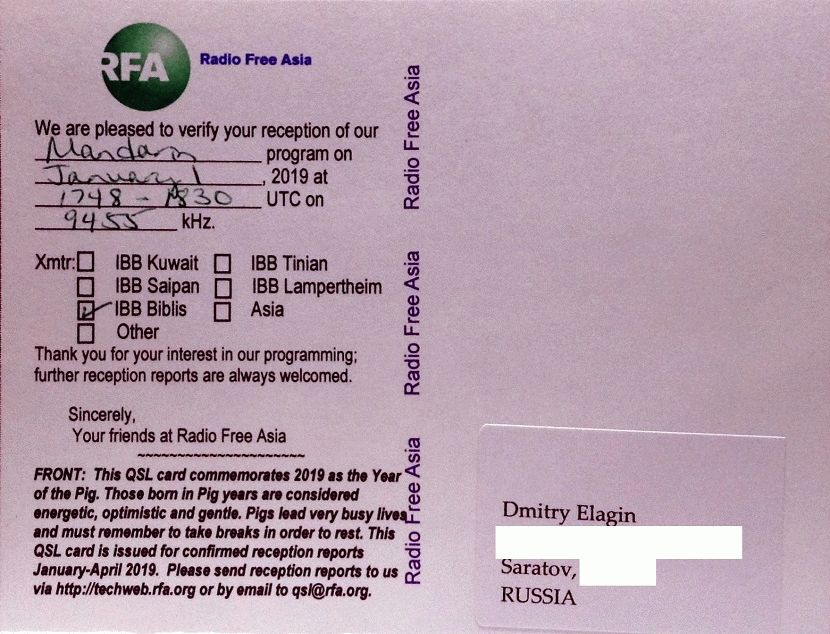 RFA
Radio Free Asia
We are pleased to verify your reception of our
Mandarin program on
January 1, 2019 at
1748 - 1830 UTC on
9455 kHz.
Xmtr: IBB Kuwait IBB Tinian
IBB Saipan IBB Lampertheim
IBB Biblis Asia
Other
Thank you for your interest in our programming;
further reception reports are always welcomed.
Sincerely,
Your friends at Radio Free Asia
~~~~~~~~~~~~~~~~~~~~~
FRONT: This QSL card commemorates 2019 as the Year
of the Pig. Those born in Pig years are considered
energetic, optimistic and gentle. Pigs lead very busy lives
and must remember to take breaks in order to rest. This
QSL card is issued for confirmed reception reports
January-April 2019. Please send reception reports to us
via http://techweb.rfa.org or by email to qsl@rfa.org.
Radio Free Asia
Radio Free Asia
Radio Free Asia
Dmitry Elagin
Saratov,
RUSSIA